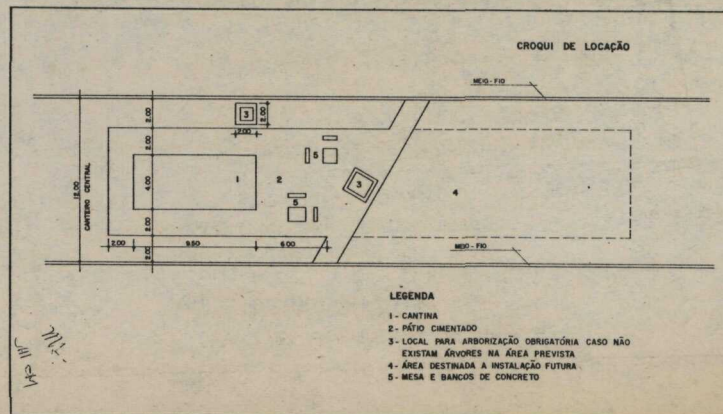 CROQUI DE LOCAÇÃO
MEIO-FIO
3
2.00
2.00
2.00
2.00
5
1
2
3
4
4.00
12.00
CANTEIRO CENTRAL
5
2.00
2.00
9.50
6.00
2.00
MEIO-FIO
LEGENDA
1- CANTINA
2- PÁTIO CIMENTADO
3- LOCAL PARA ARBORIZAÇÃO OBRIGATÓRIA CASO NÃO
EXISTAM ÁRVORES NA ÁREA PREVISTA
4- ÁREA DESTINADA A INSTALAÇÃO FUTURA
5- MESA E BANCOS DE CONCRETO